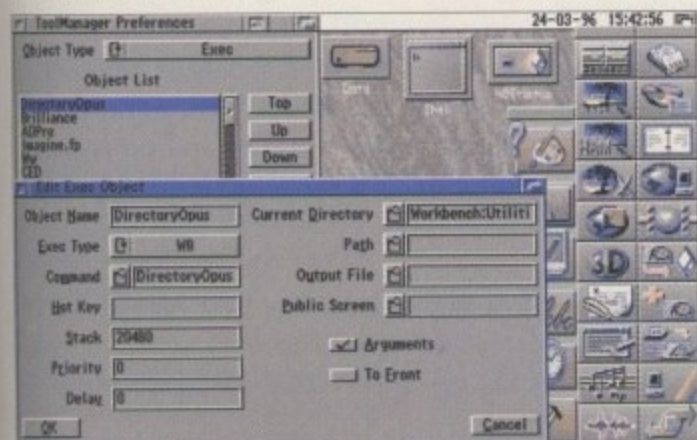 ToolManager Preferences
24-03-96 15:42:56
Object Type Exec
Object List
DirectoryOpus
Brilliance
ADPro
Imagine.fp
Ww
CED
Top
Up
Down
Edit Exec Object
Object Name DirectoryOpus
Exec Type WB
Command DirectoryOpus
Hot Key
Stack 20480
Priority 0
Delay 0
Current Directory Workbench:Utiliti
Path
Output File
Public Screen
Arguments
To Front
OK
Cancel
HAM
3D